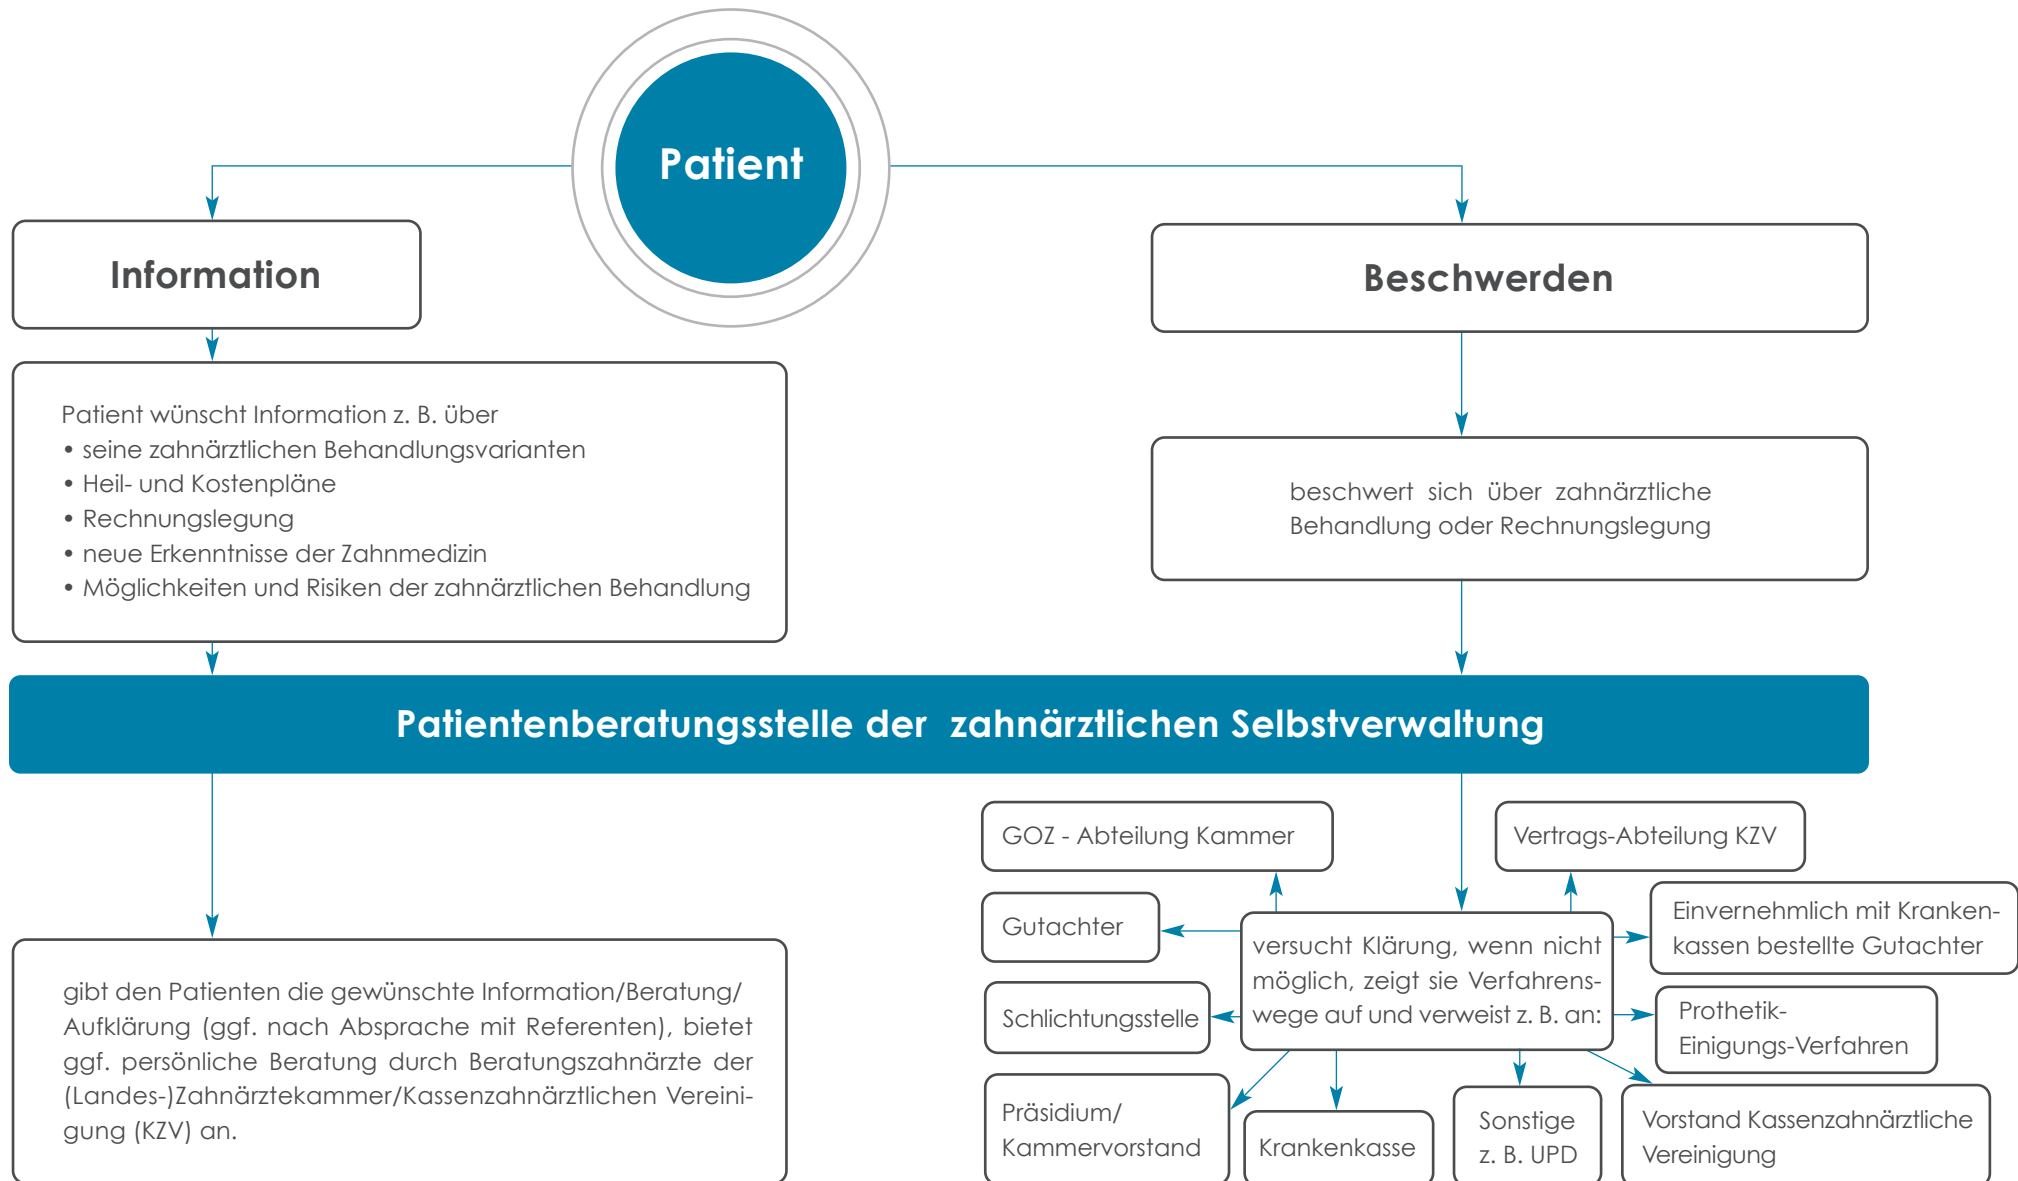 Patient
Information
Beschwerden
Patient wünscht Information z. B. über
• seine zahnärztlichen Behandlungsvarianten
• Heil- und Kostenpläne
• Rechnungslegung
• neue Erkenntnisse der Zahnmedizin
• Möglichkeiten und Risiken der zahnärztlichen Behandlung
beschwert sich über zahnärztliche
Behandlung oder Rechnungslegung
Patientenberatungsstelle der zahnärztlichen Selbstverwaltung
gibt den Patienten die gewünschte Information/Beratung/
Aufklärung (ggf. nach Absprache mit Referenten), bietet
ggf. persönliche Beratung durch Beratungszahnärzte der
(Landes-)Zahnärztekammer/Kassenzahnärztlichen Vereini-
gung (KZV) an.
versucht Klärung, wenn nicht
möglich, zeigt sie Verfahrens-
wege auf und verweist z. B. an:
GOZ - Abteilung Kammer
Vertrags-Abteilung KZV
Gutachter
Einvernehmlich mit Kranken-
kassen bestellte Gutachter
Schlichtungsstelle
Prothetik-
Einigungs-Verfahren
Präsidium/
Kammervorstand
Krankenkasse
Sonstige
z. B. UPD
Vorstand Kassenzahnärztliche
Vereinigung